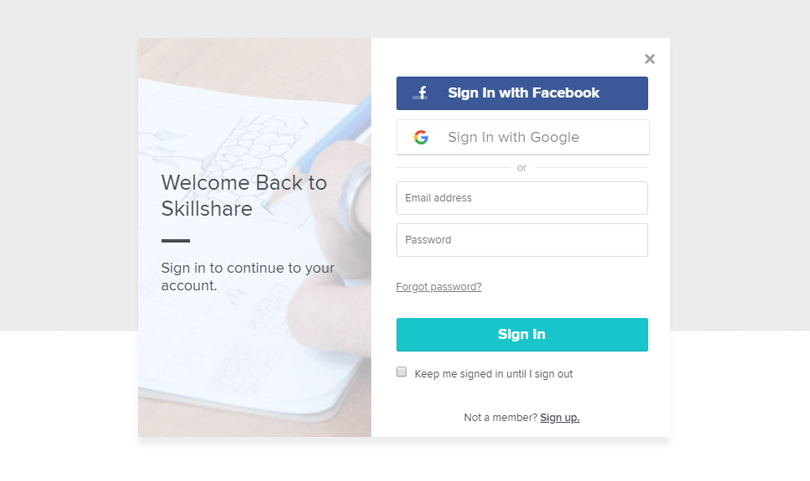 Welcome Back to
Skillshare
Sign in to continue to your
account.
Sign In with Facebook
Sign In with Google
or
Email address
Password
Forgot password?
Sign In
Keep me signed in until I sign out
Not a member? Sign up.